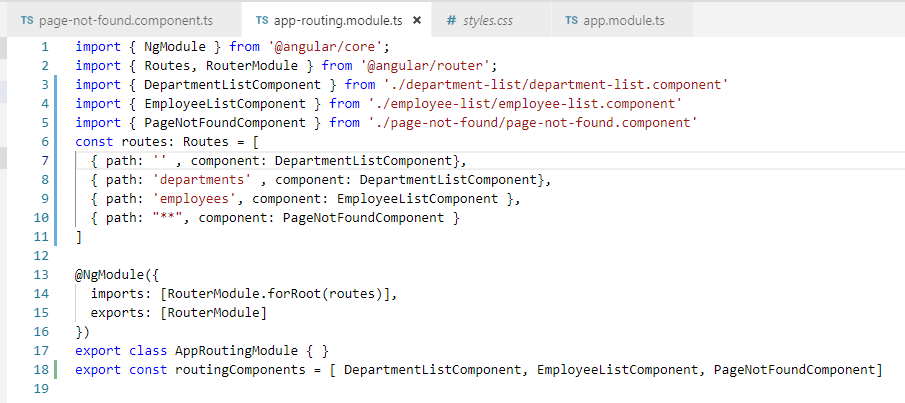 TS page-not-found.component.ts TS app-routing.module.ts × # styles.css TS app.module.ts
1 import { NgModule } from '@angular/core';
2 import { Routes, RouterModule } from '@angular/router';
3 import { DepartmentListComponent } from './department-list/department-list.component'
4 import { EmployeeListComponent } from './employee-list/employee-list.component'
5 import { PageNotFoundComponent } from './page-not-found/page-not-found.component'
6 const routes: Routes = [
7   { path: '' , component: DepartmentListComponent},
8   { path: 'departments' , component: DepartmentListComponent},
9   { path: 'employees', component: EmployeeListComponent },
10   { path: "**", component: PageNotFoundComponent }
11 ]
12
13 @NgModule({
14   imports: [RouterModule.forRoot(routes)],
15   exports: [RouterModule]
16 })
17 export class AppRoutingModule { }
18 export const routingComponents = [ DepartmentListComponent, EmployeeListComponent, PageNotFoundComponent]
19